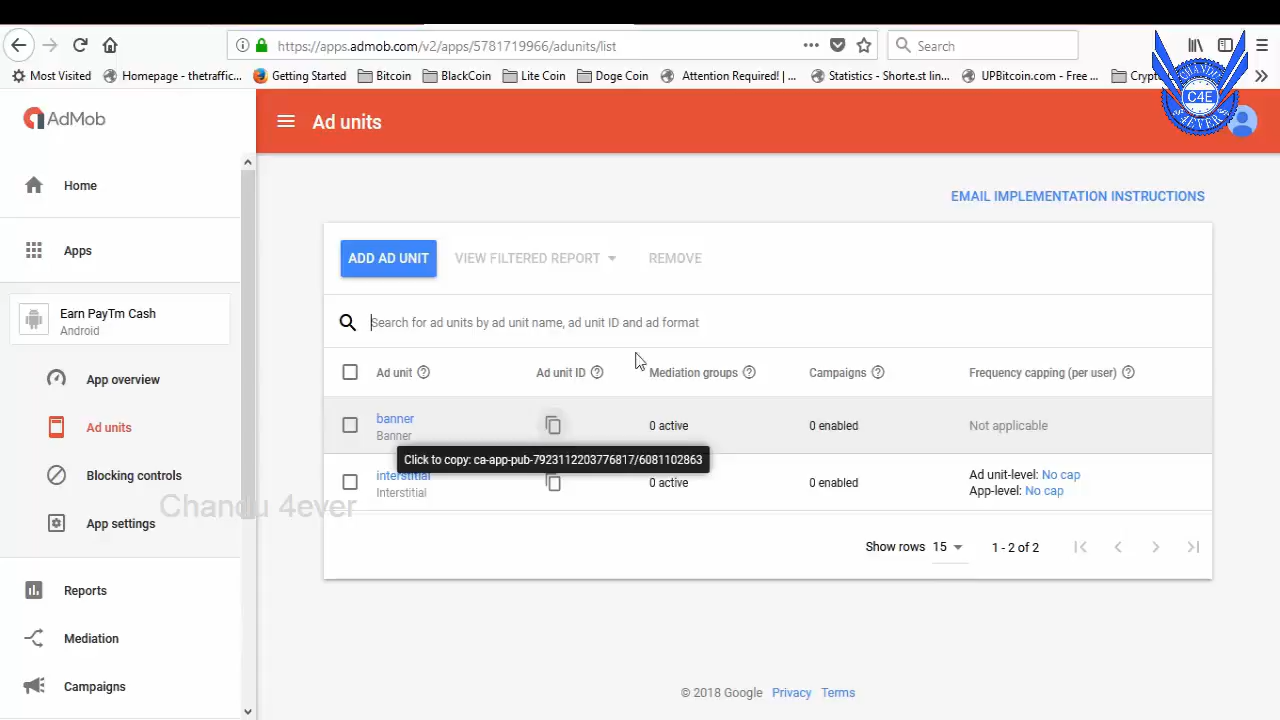 https://apps.admob.com/v2/apps/5781719966/adunits/list
Search
Most Visited
Homepage - thetraffic...
Getting Started
Bitcoin
BlackCoin
Lite Coin
Doge Coin
Atention Required! | ...
Statistics - Shorte.st lin...
UPBitcoin.com - Free ...
Crypt
CHANDU
C4E
S4EVERS
AdMob
Ad units
Home
Apps
Earn PayTm Cash
Android
App overview
Ad units
Blocking controls
App settings
Reports
Mediation
Campaigns
EMAIL IMPLEMENTATION INSTRUCTIONS
ADD AD UNIT
VIEW FILTERED REPORT
REMOVE
Search for ad units by ad unit name, ad unit ID and ad format
Ad unit
Ad unit ID
Mediation groups
Campaigns
Frequency capping (per user)
banner
Banner
0 active
0 enabled
Not applicable
Click to copy: ca-app-pub-7923112203776817/6081102863
interstitial
Interstitial
0 active
0 enabled
Ad unit-level: No cap
App-level: No cap
Chandu 4ever
Show rows 15
1 - 2 of 2
© 2018 Google Privacy Terms